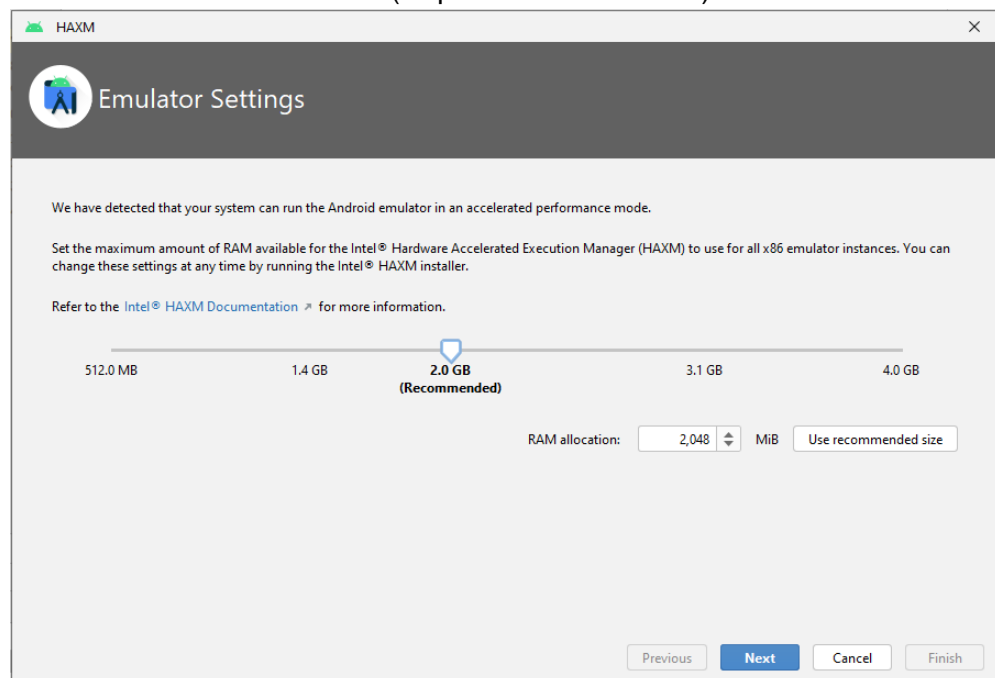 HAXM
Emulator Settings
We have detected that your system can run the Android emulator in an accelerated performance mode.
Set the maximum amount of RAM available for the Intel® Hardware Accelerated Execution Manager (HAXM) to use for all x86 emulator instances. You can
change these settings at any time by running the Intel® HAXM installer.
Refer to the Intel® HAXM Documentation ↗ for more information.
512.0 MB 1.4 GB 2.0 GB 3.1 GB 4.0 GB
(Recommended)
RAM allocation: 2,048 MiB Use recommended size
Previous Next Cancel Finish